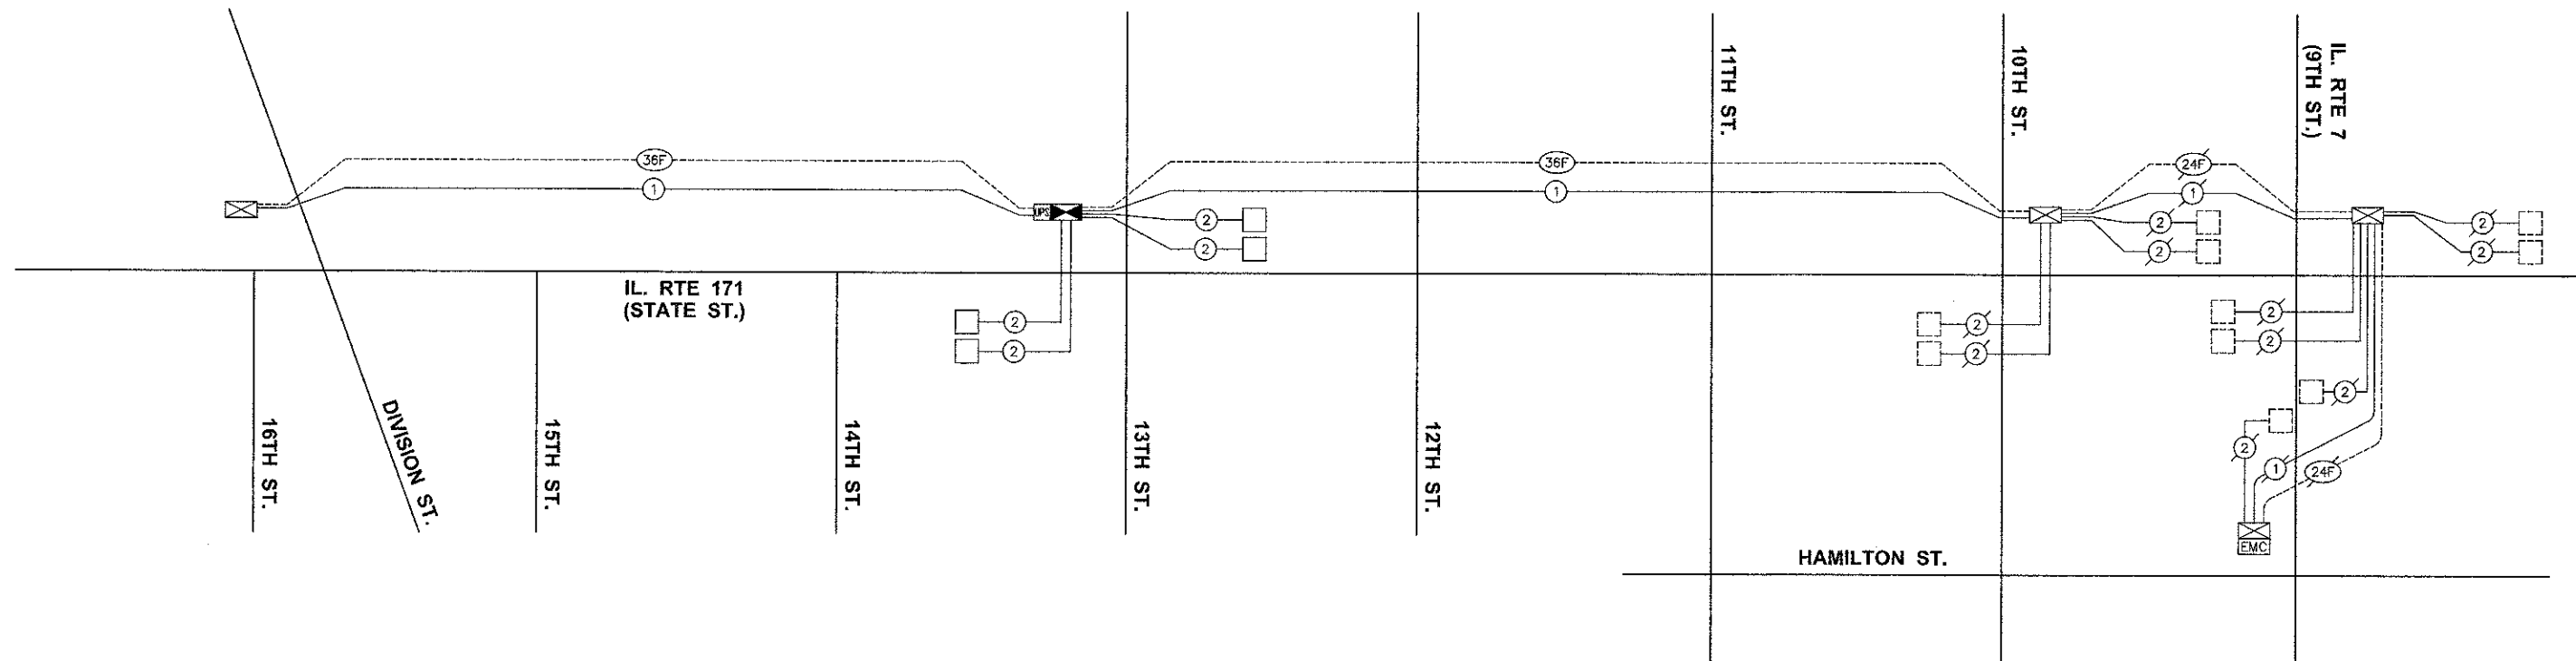 11TH ST.
10TH ST.
IL. RTE 7
(9TH ST.)
36F
36F
24F
1
1
1
UPS
2
2
2
2
2
2
2
2
IL. RTE 171
(STATE ST.)
2
2
2
2
2
2
2
2
1
24F
EMC
16TH ST.
DIVISION ST.
15TH ST.
14TH ST.
13TH ST.
12TH ST.
HAMILTON ST.